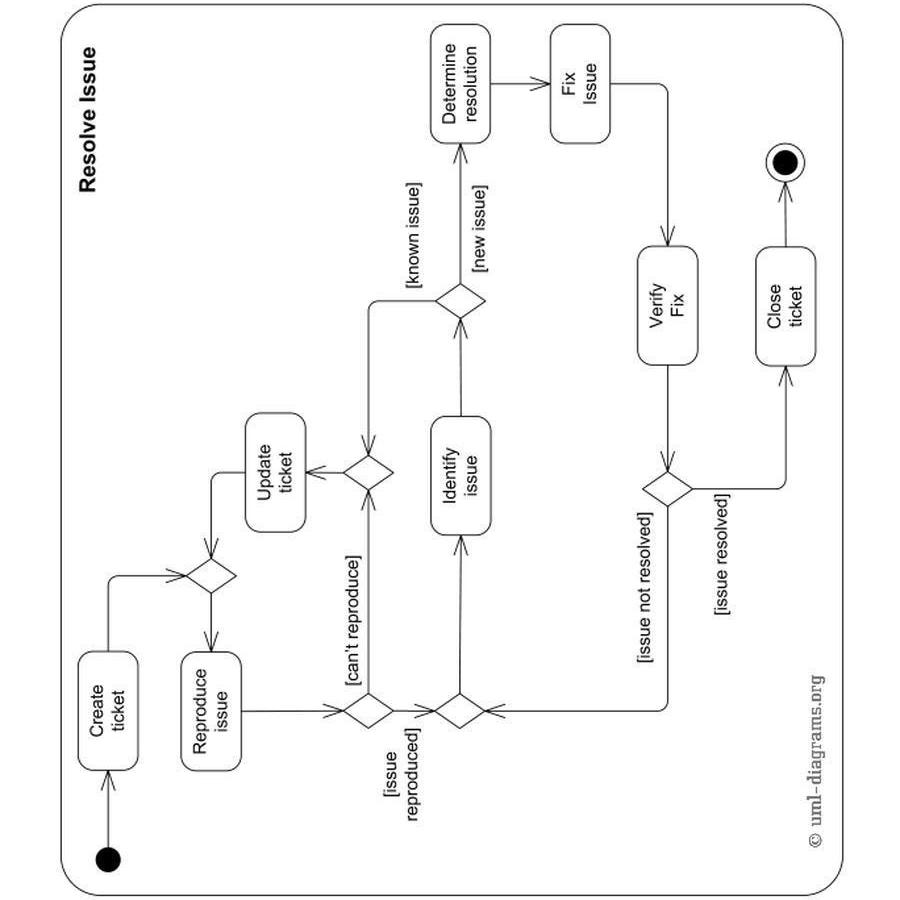 Resolve Issue
Create
ticket
Reproduce
issue
Update
ticket
[can't reproduce]
[issue
reproduced]
Identify
issue
[known issue]
[new issue]
Determine
resolution
Fix
Issue
Verify
Fix
[issue not resolved]
[issue resolved]
Close
ticket
© uml-diagrams.org